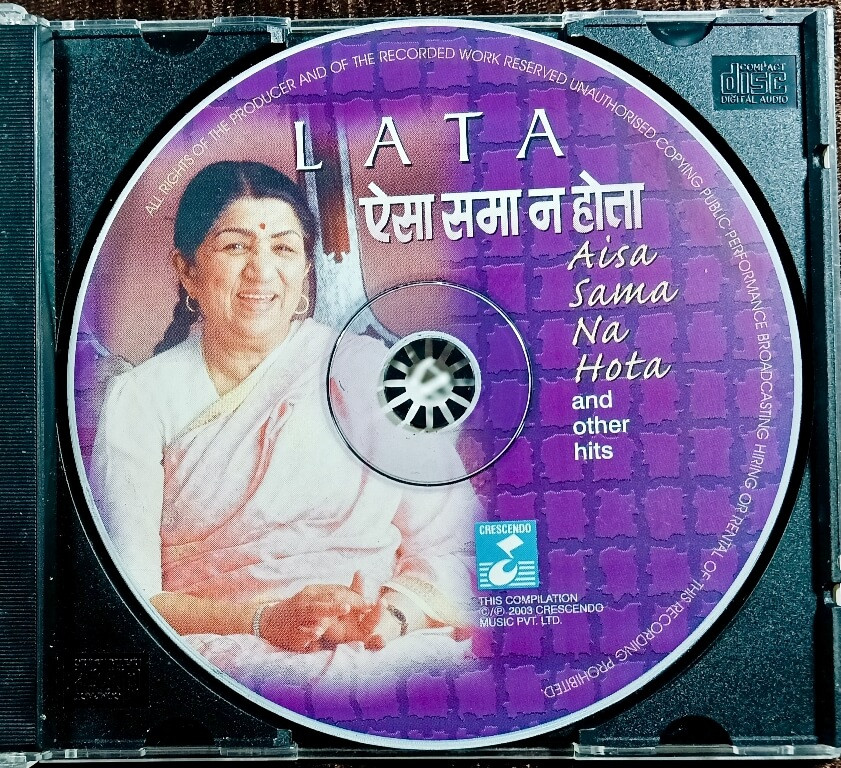 ALL RIGHTS OF THE PRODUCER AND OF THE RECORDED WORK RESERVED UNAUTHORISED COPYING PUBLIC PERFORMANCE BROADCASTING HIRING OR RENTAL OF THIS RECORDING PROHIBITED.
COMPACT
disc
DIGITAL AUDIO
LATA
ऐसा समा न होता
Aisa
Sama
Na
Hota
and
other
hits
CRESCENDO
THIS COMPILATION
©/℗ 2003 CRESCENDO
MUSIC PVT. LTD.